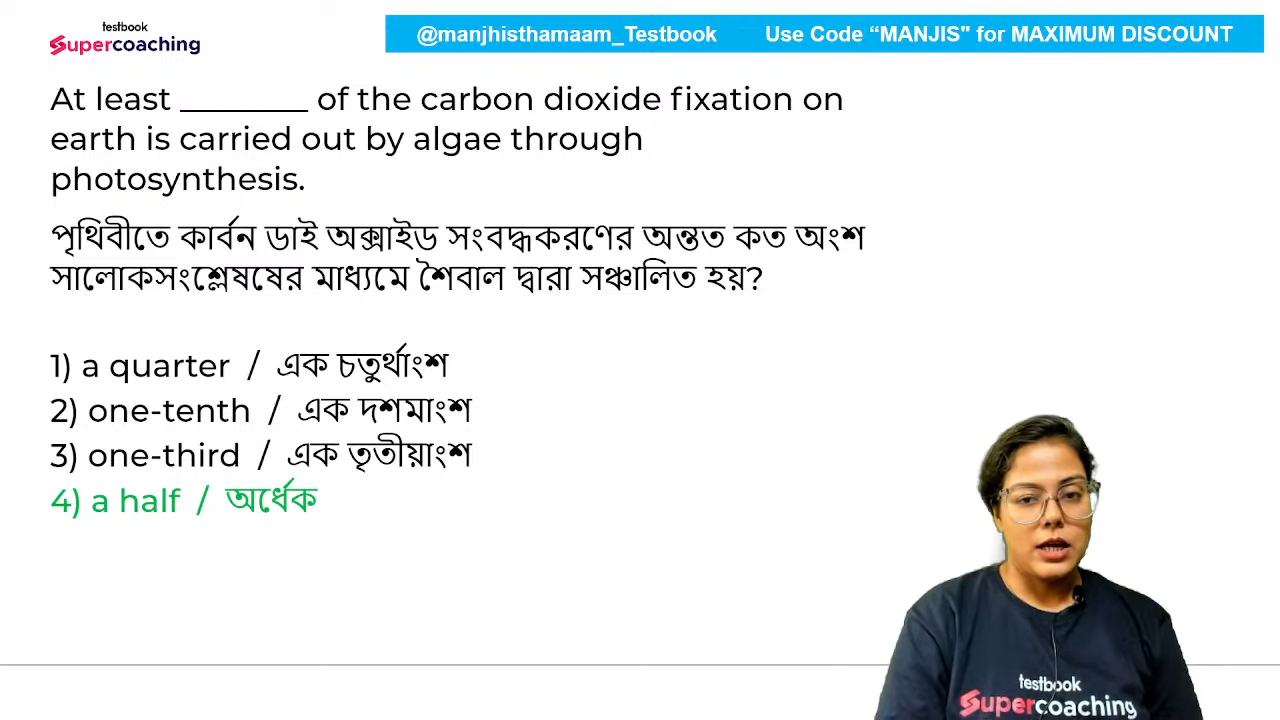 testbook
Supercoaching
@manjhisthamaam_Testbook Use Code “MANJIS" for MAXIMUM DISCOUNT
At least ________ of the carbon dioxide fixation on
earth is carried out by algae through
photosynthesis.
পৃথিবীতে কার্বন ডাই অক্সাইড সংবদ্ধকরণের অন্তত কত অংশ
সালোকসংশ্লেষষের মাধ্যমে শৈবাল দ্বারা সঞ্চালিত হয়?
1) a quarter / এক চতুর্থাংশ
2) one-tenth / এক দশমাংশ
3) one-third / এক তৃতীয়াংশ
4) a half / অর্ধেক
testbook
Supercoaching